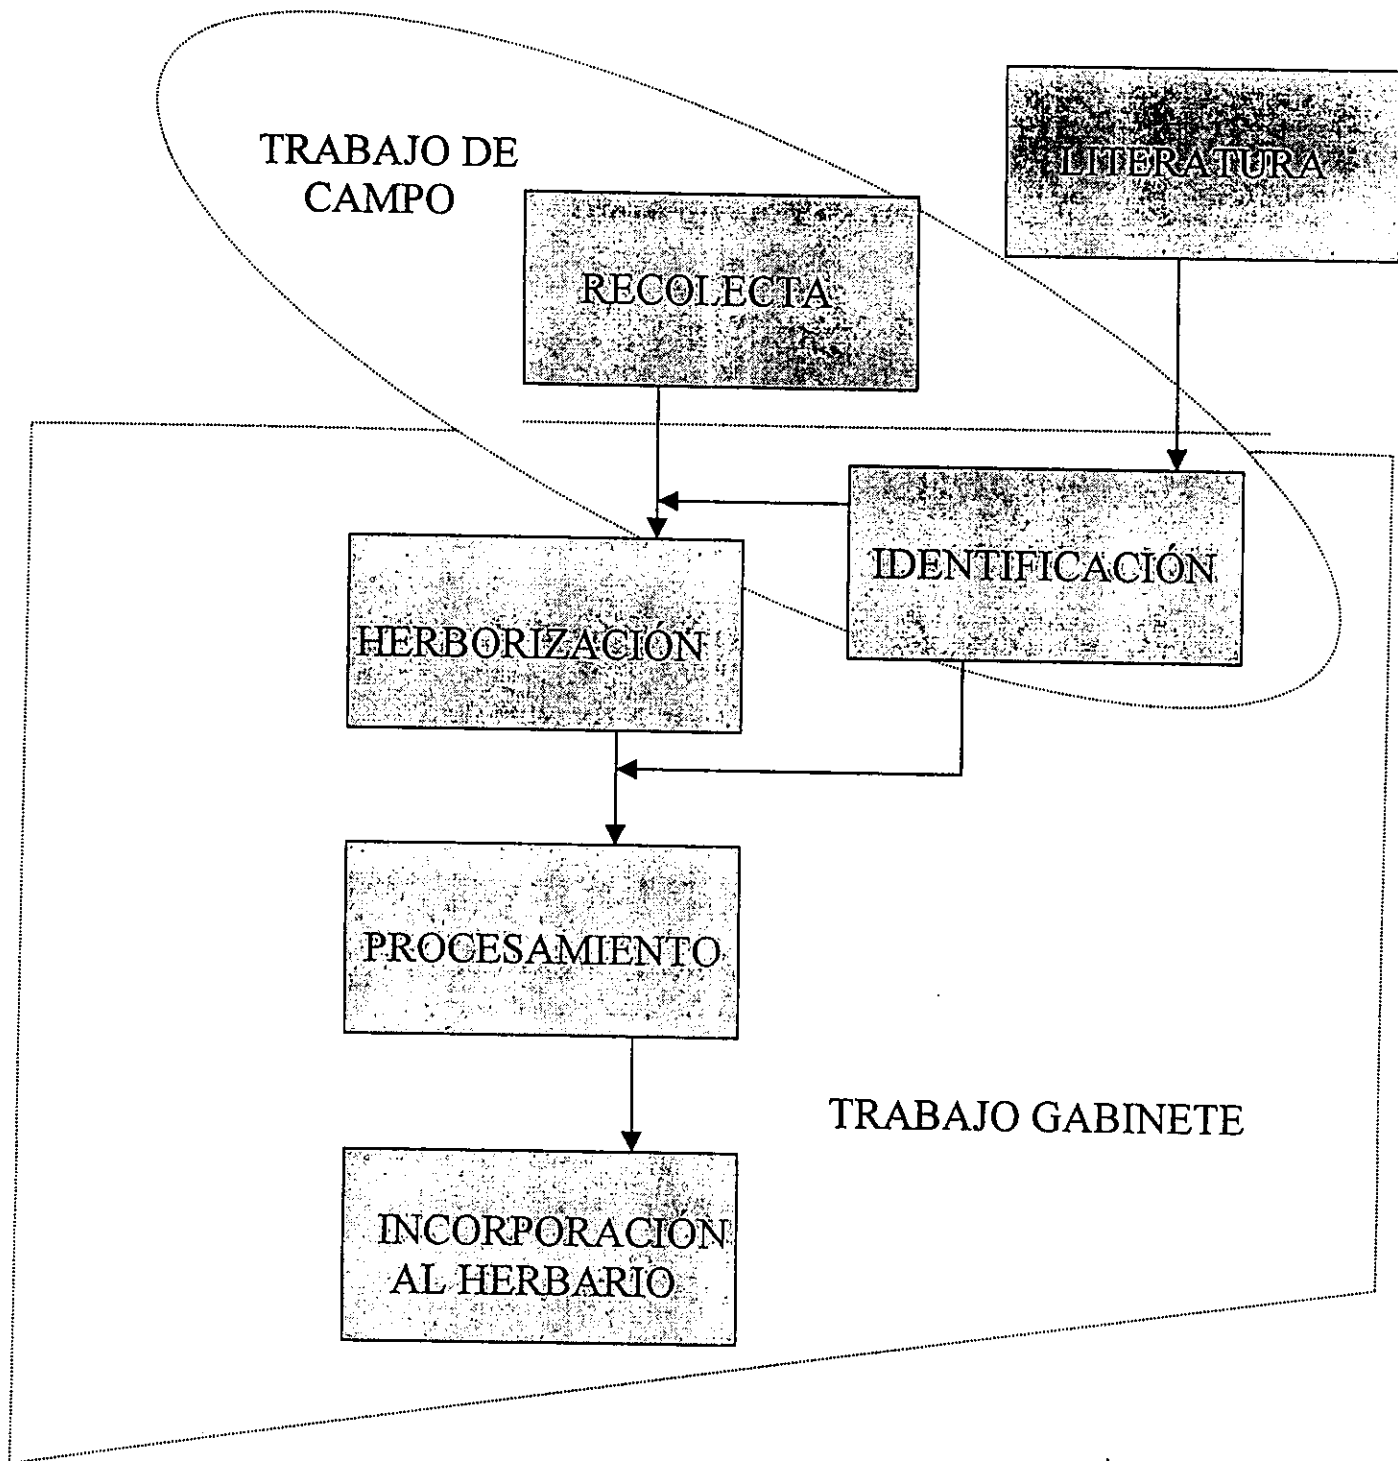 TRABAJO DE
CAMPO
LITERATURA
RECOLECTA
IDENTIFICACIÓN
HERBORIZACIÓN
PROCESAMIENTO
TRABAJO GABINETE
INCORPORACIÓN
AL HERBARIO